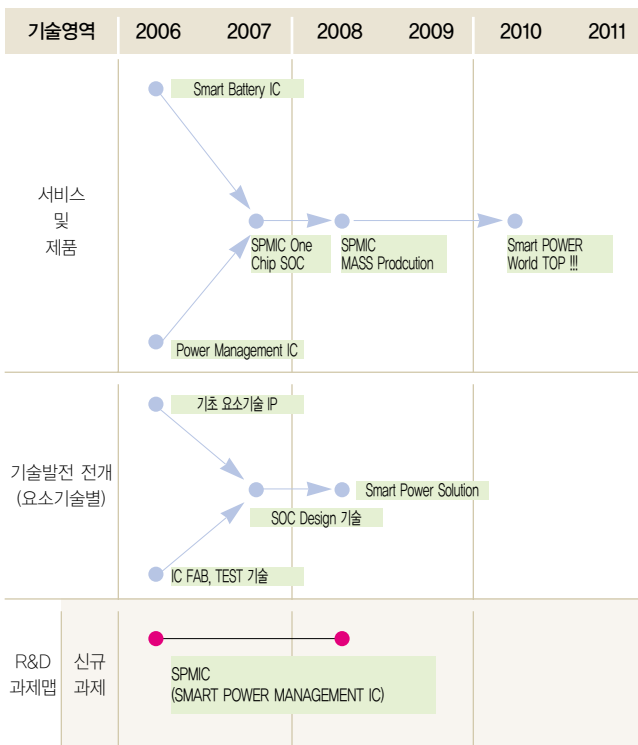 기술영역 2006 2007 2008 2009 2010 2011
Smart Battery IC
서비스
및
제품
SPMIC One
Chip SOC
SPMIC
MASS Prodcution
Smart POWER
World TOP !!!
Power Management IC
기초 요소기술 IP
기술발전 전개
(요소기술별)
Smart Power Solution
SOC Design 기술
IC FAB, TEST 기술
R&D
과제맵
신규
과제
SPMIC
(SMART POWER MANAGEMENT IC)